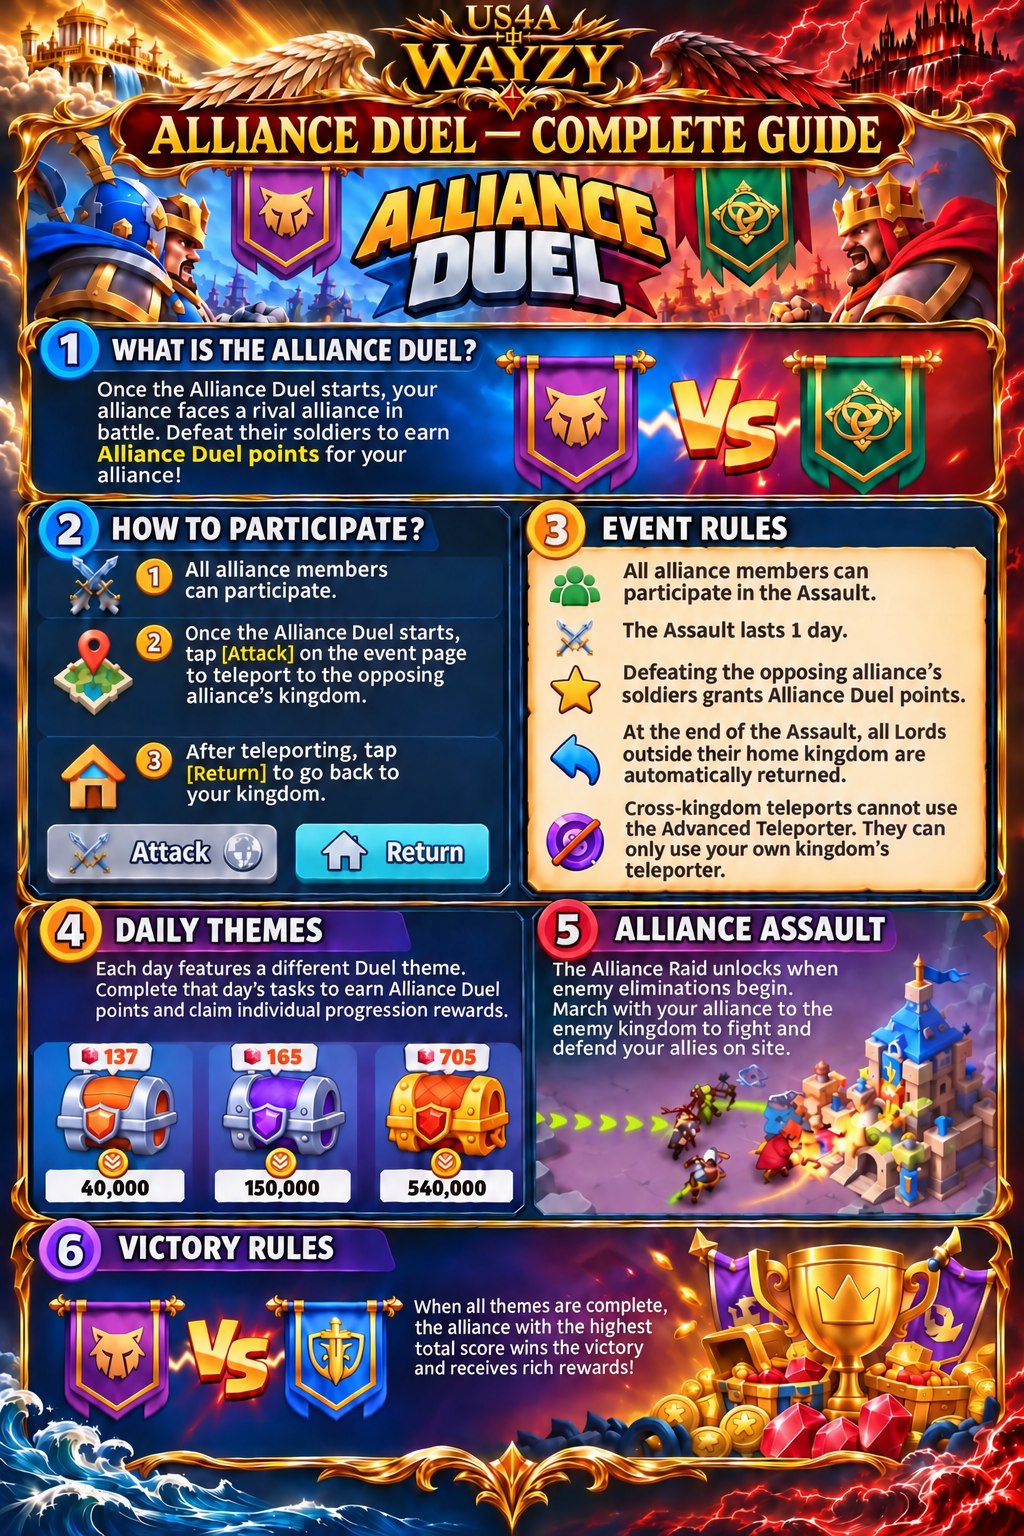 US4A
WAYZY
ALLIANCE DUEL — COMPLETE GUIDE
ALLIANCE
DUEL
1 WHAT IS THE ALLIANCE DUEL?
Once the Alliance Duel starts, your
alliance faces a rival alliance in
battle. Defeat their soldiers to earn
Alliance Duel points for your
alliance!
VS
2 HOW TO PARTICIPATE?
1 All alliance members
can participate.
2 Once the Alliance Duel starts,
tap [Attack] on the event page
to teleport to the opposing
alliance's kingdom.
3 After teleporting, tap
[Return] to go back to
your kingdom.
Attack
Return
3 EVENT RULES
All alliance members can
participate in the Assault.
The Assault lasts 1 day.
Defeating the opposing alliance's
soldiers grants Alliance Duel points.
At the end of the Assault, all Lords
outside their home kingdom are
automatically returned.
Cross-kingdom teleports cannot use
the Advanced Teleporter. They can
only use your own kingdom's
teleporter.
4 DAILY THEMES
Each day features a different Duel theme.
Complete that day's tasks to earn Alliance Duel
points and claim individual progression rewards.
137
165
705
40,000
150,000
540,000
5 ALLIANCE ASSAULT
The Alliance Raid unlocks when
enemy eliminations begin.
March with your alliance to the
enemy kingdom to fight and
defend your allies on site.
6 VICTORY RULES
VS
When all themes are complete,
the alliance with the highest
total score wins the victory
and receives rich rewards!